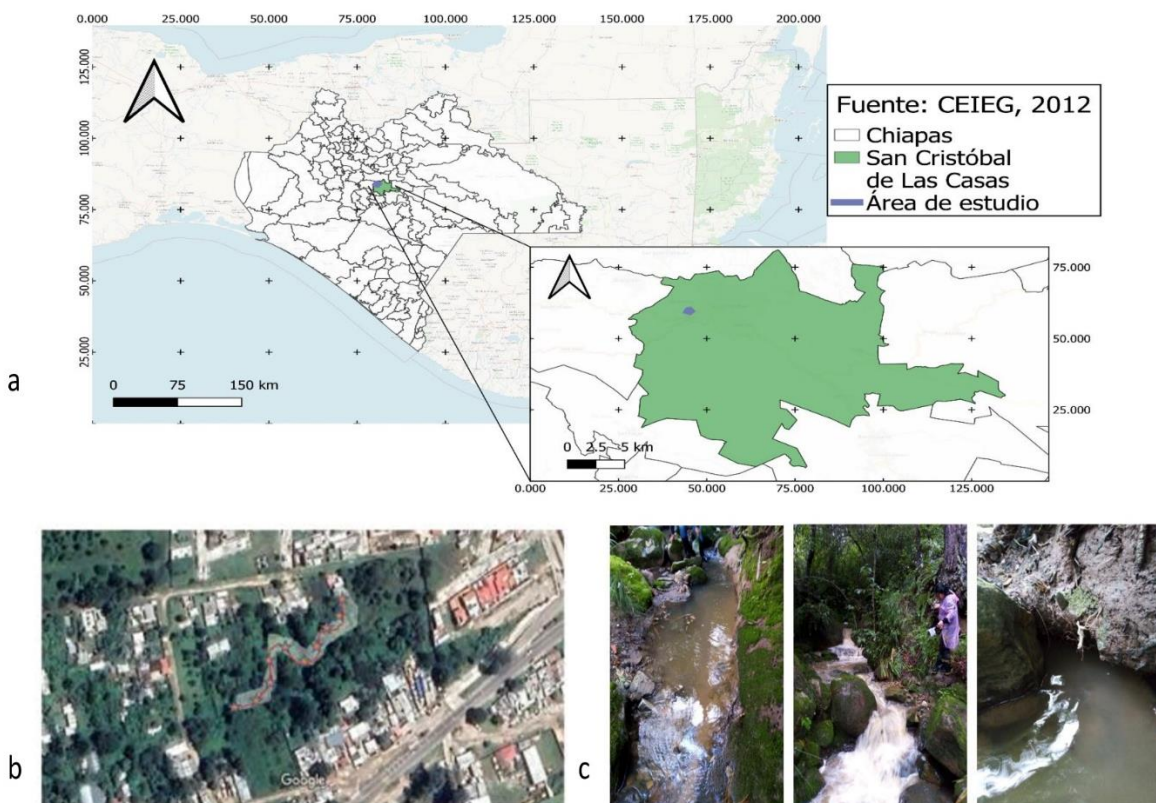 0.000 25.000 50.000 75.000 100.000 125.000 150.000 175.000 200.000
125.000
100.000
75.000
50.000
25.000
Fuente: CEIEG, 2012
Chiapas
San Cristóbal
de Las Casas
Área de estudio
75.000
50.000
25.000
0 2.5 5 km
0.000 25.000 50.000 75.000 100.000 125.000
0 75 150 km
a
b
Google
c